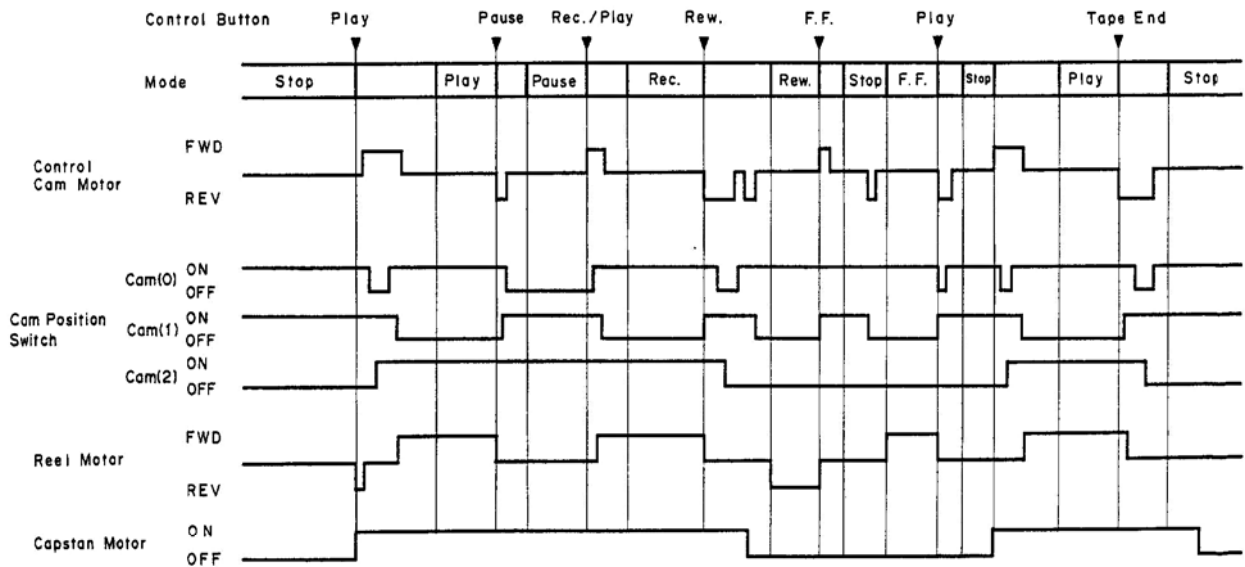 Control Button Play Pause Rec./Play Rew. F.F. Play Tape End
Mode Stop Play Pause Rec. Rew. Stop F.F. Stop Play Stop
Control
Cam Motor
FWD
REV
Cam Position
Switch
Cam(0) ON
OFF
Cam(1) ON
OFF
Cam(2) ON
OFF
Reel Motor
FWD
REV
Capstan Motor
ON
OFF